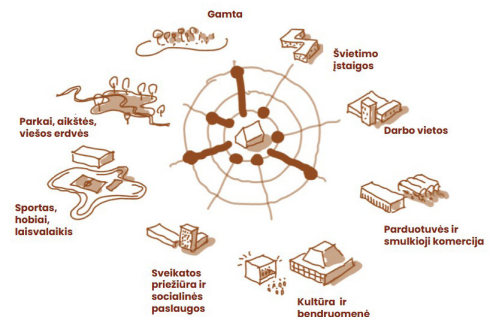 Gamta
Švietimo
įstaigos
Darbo vietos
Parduotuvės ir
smulkioji komercija
Kultūra ir
bendruomenė
Sveikatos
priežiūra ir
socialinės
paslaugos
Sportas,
hobiai,
laisvalaikis
Parkai, aikštės,
viešos erdvės